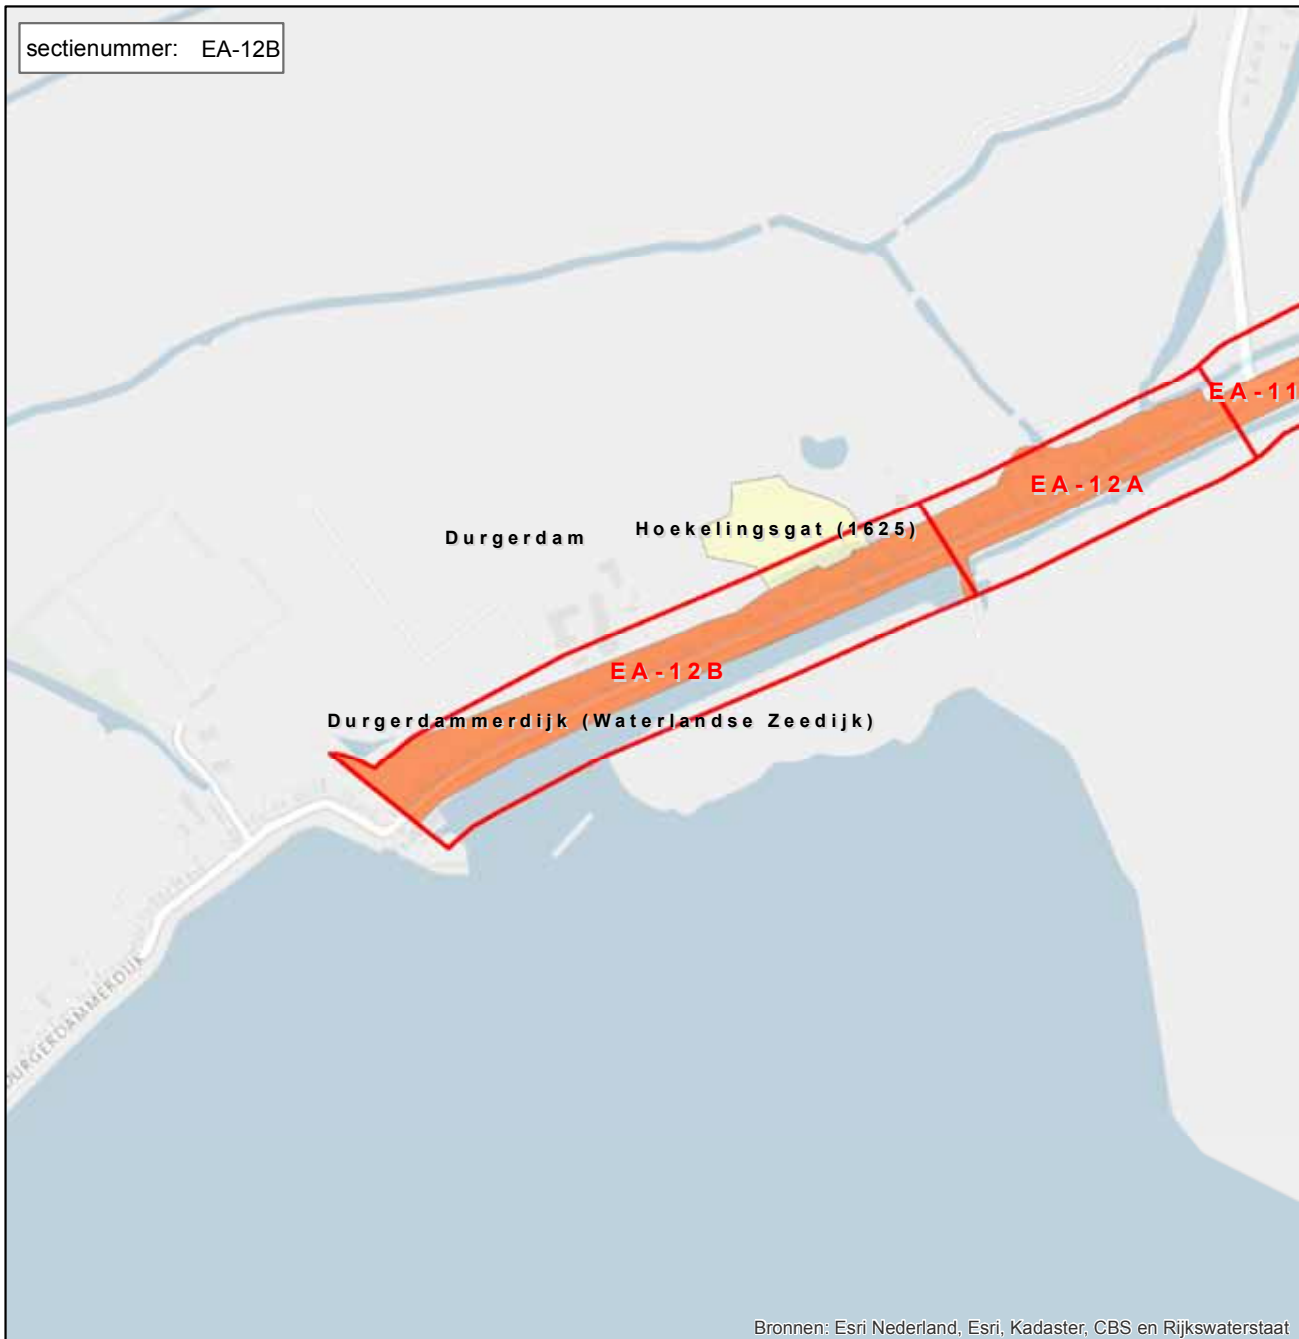 sectienummer: EA-12B
EA-11
EA-12A
Durgerdam
Hoekelingsgat (1625)
EA-12B
Durgerdammerdijk (Waterlandse Zeedijk)
DURGERDAMMERDIJK
Bronnen: Esri Nederland, Esri, Kadaster, CBS en Rijkswaterstaat